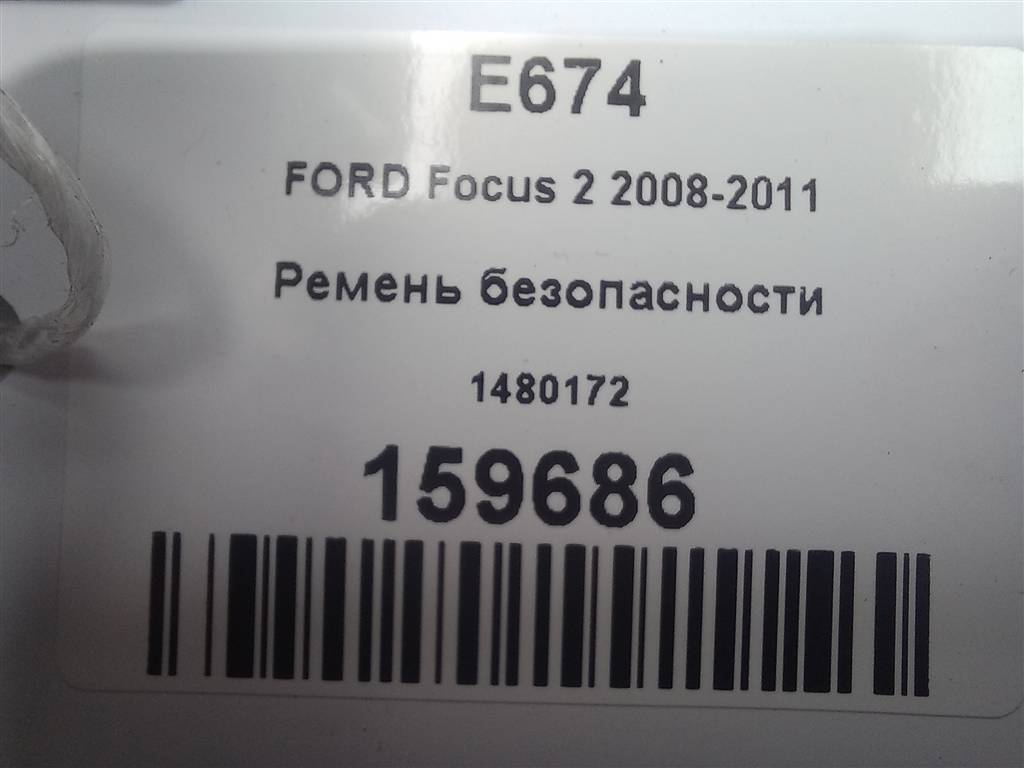 E674
FORD Focus 2 2008-2011
Ремень безопасности
1480172
159686